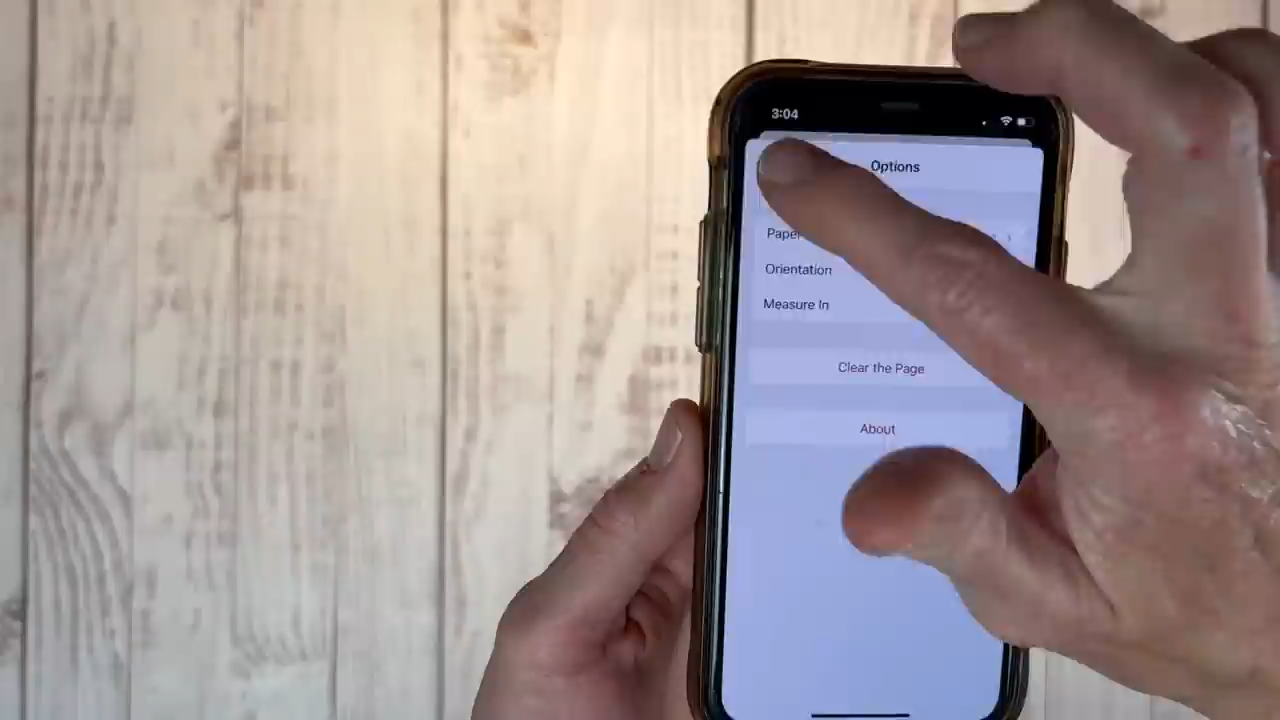 3:04
Options
Paper
Orientation
Measure In
Clear the Page
About